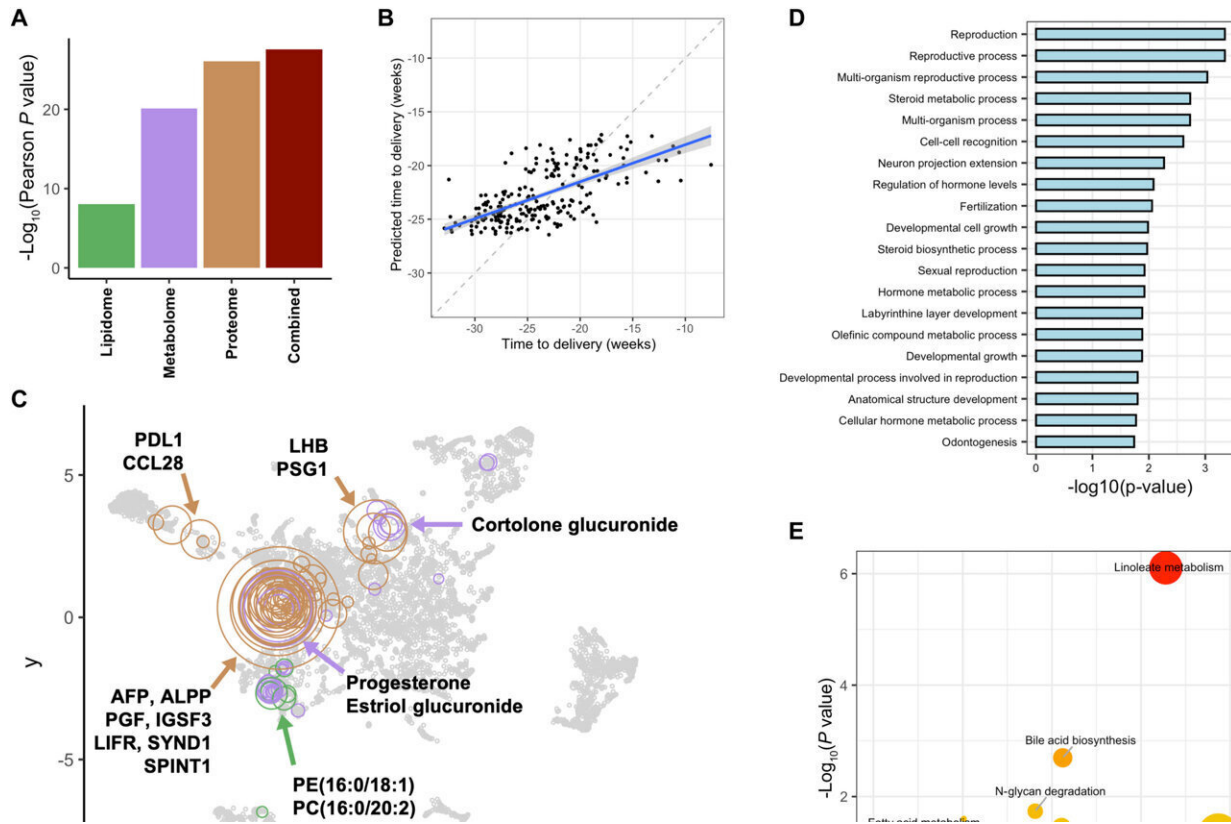 A
-Log10(Pearson P value)
20
10
0
Lipidome
Metabolome
Proteome
Combined
B
Predicted time to delivery (weeks)
-10
-15
-20
-25
-30
-30
-25
-20
-15
-10
Time to delivery (weeks)
C
PDL1
CCL28
LHB
PSG1
Cortolone glucuronide
5
0
-5
y
AFP, ALPP
PGF, IGSF3
LIFR, SYND1
SPINT1
Progesterone
Estriol glucuronide
PE(16:0/18:1)
PC(16:0/20:2)
D
Reproduction
Reproductive process
Multi-organism reproductive process
Steroid metabolic process
Multi-organism process
Cell-cell recognition
Neuron projection extension
Regulation of hormone levels
Fertilization
Developmental cell growth
Steroid biosynthetic process
Sexual reproduction
Hormone metabolic process
Labyrinthine layer development
Olefinic compound metabolic process
Developmental growth
Developmental process involved in reproduction
Anatomical structure development
Cellular hormone metabolic process
Odontogenesis
0
1
2
3
-log10(p-value)
E
-Log10(P value)
6
4
2
Linoleate metabolism
Bile acid biosynthesis
N-glycan degradation
Fatty acid metabolism